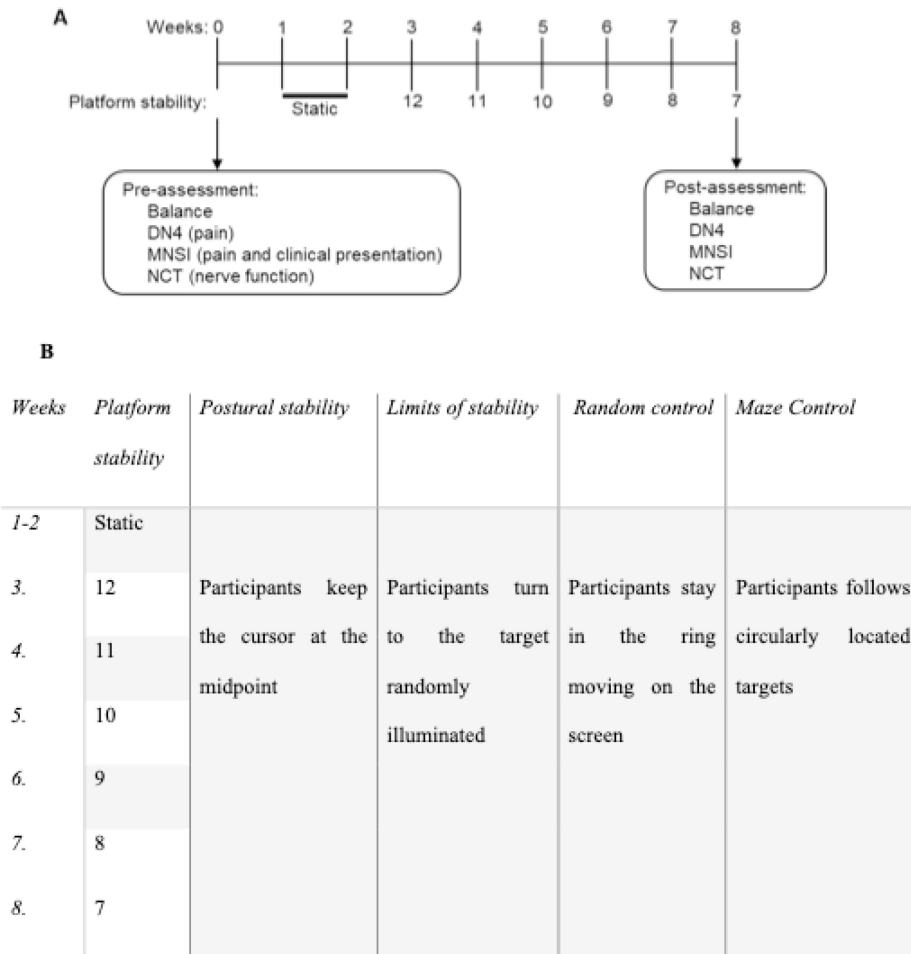 A
Weeks: 0 1 2 3 4 5 6 7 8
Platform stability: Static 12 11 10 9 8 7
Pre-assessment:
Balance
DN4 (pain)
MNSI (pain and clinical presentation)
NCT (nerve function)
Post-assessment:
Balance
DN4
MNSI
NCT
B
Weeks Platform stability Postural stability Limits of stability Random control Maze Control
1-2 Static
3. 12 Participants keep Participants turn Participants stay Participants follows
4. 11 the cursor at the to the target in the ring circularly located
midpoint randomly moving on the targets
5. 10 illuminated screen
6. 9
7. 8
8. 7